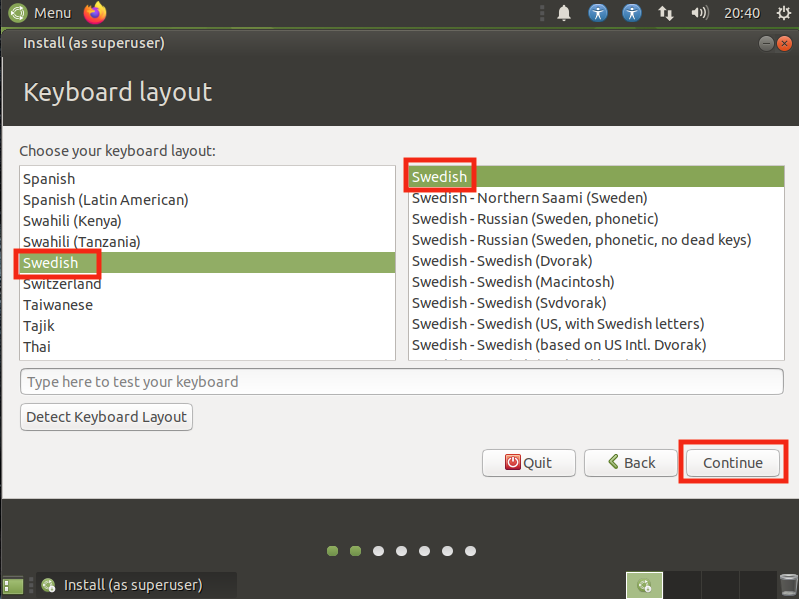 Menu 20:40
Install (as superuser)
Keyboard layout
Choose your keyboard layout:
Spanish
Spanish (Latin American)
Swahili (Kenya)
Swahili (Tanzania)
Swedish
Switzerland
Taiwanese
Tajik
Thai
Swedish
Swedish - Northern Saami (Sweden)
Swedish - Russian (Sweden, phonetic)
Swedish - Russian (Sweden, phonetic, no dead keys)
Swedish - Swedish (Dvorak)
Swedish - Swedish (Macintosh)
Swedish - Swedish (Svdvorak)
Swedish - Swedish (US, with Swedish letters)
Swedish - Swedish (based on US Intl. Dvorak)
Type here to test your keyboard
Detect Keyboard Layout
Quit Back Continue
Install (as superuser)